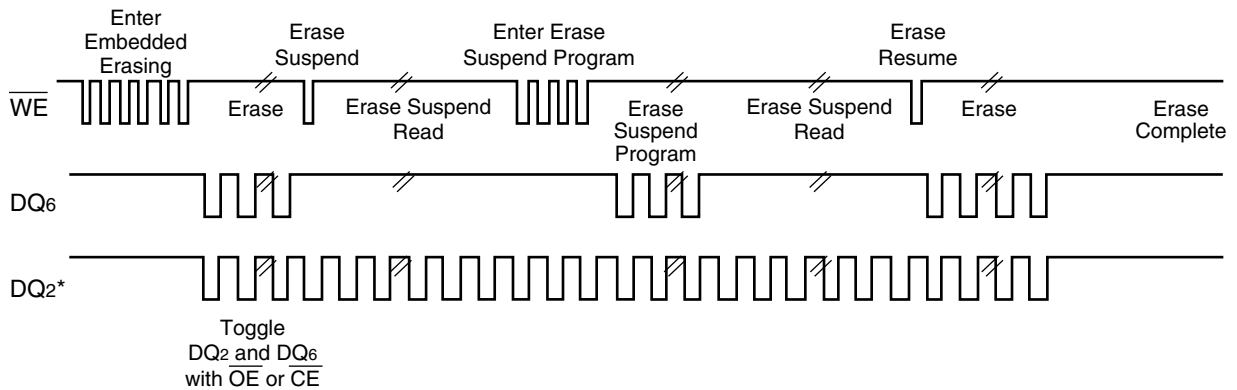 Enter
Embedded
Erasing
Erase
Suspend
Enter Erase
Suspend Program
Erase
Resume
WE
Erase
Erase Suspend
Read
Erase
Suspend
Program
Erase Suspend
Read
Erase
Erase
Complete
DQ6
DQ2*
Toggle
DQ2 and DQ6
with OE or CE